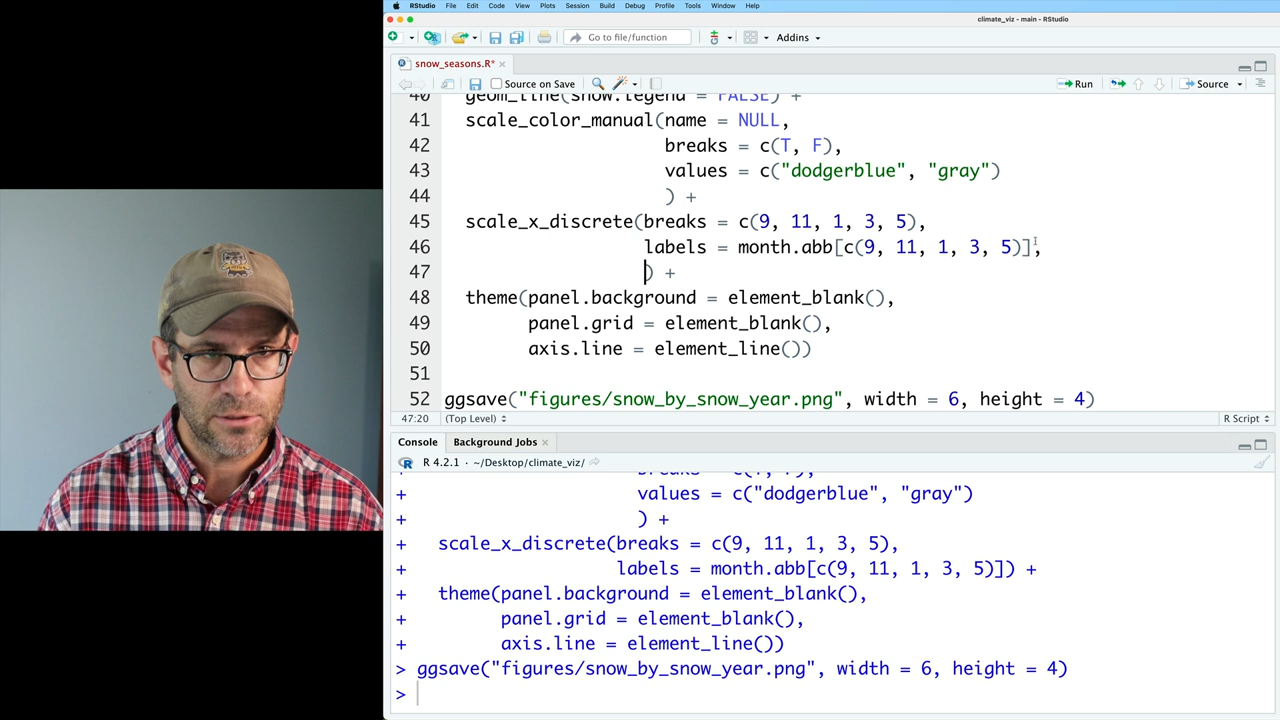 RStudio File Edit Code View Plots Session Build Debug Profile Tools Window Help
climate_viz - main - RStudio
Go to file/function Addins
snow_seasons.R*
Source on Save Run Source
40 geom_line(show.legend = FALSE) +
41 scale_color_manual(name = NULL,
42 breaks = c(T, F),
43 values = c("dodgerblue", "gray")
44 ) +
45 scale_x_discrete(breaks = c(9, 11, 1, 3, 5),
46 labels = month.abb[c(9, 11, 1, 3, 5)],
47 ) +
48 theme(panel.background = element_blank(),
49 panel.grid = element_blank(),
50 axis.line = element_line())
51
52 ggsave("figures/snow_by_snow_year.png", width = 6, height = 4)
47:20 (Top Level) R Script
Console Background Jobs
R 4.2.1 · ~/Desktop/climate_viz/
+ breaks = c(T, F),
+ values = c("dodgerblue", "gray")
+ ) +
+ scale_x_discrete(breaks = c(9, 11, 1, 3, 5),
+ labels = month.abb[c(9, 11, 1, 3, 5)]) +
+ theme(panel.background = element_blank(),
+ panel.grid = element_blank(),
+ axis.line = element_line())
> ggsave("figures/snow_by_snow_year.png", width = 6, height = 4)
>